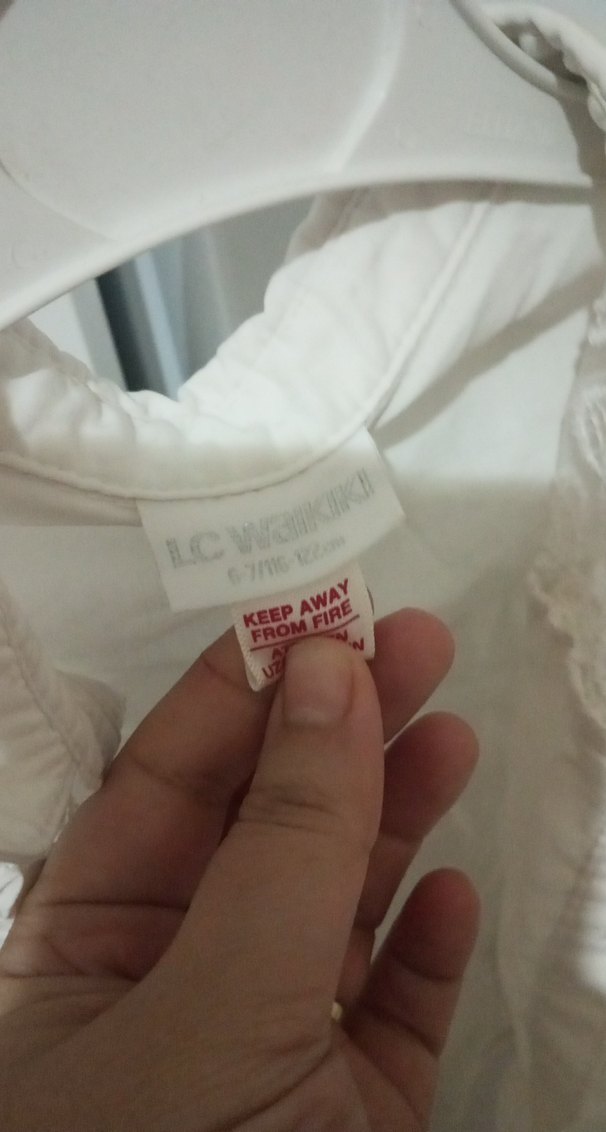 LC WAIKIKI
6-7/116-122cm
KEEP AWAY
FROM FIRE